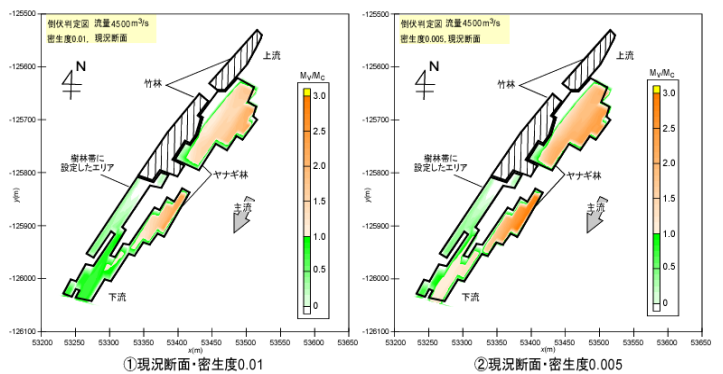 倒伏判定図 流量4500m³/s
密生度0.01, 現況断面
-125500
-125600
-125700
-125800
-125900
-126000
-126100
y(m)
53200
53250
53300
53350
53400
53450
53500
53550
53600
53650
x(m)
N
竹林
上流
樹林帯に
設定したエリア
ヤナギ林
主流
下流
Mv/Mc
3.0
2.5
2.0
1.5
1.0
0.5
0
①現況断面・密生度0.01
倒伏判定図 流量 4500m³/s
密生度0.005, 現況断面
-125500
-125600
-125700
-125800
-125900
-126000
-126100
y(m)
53200
53250
53300
53350
53400
53450
53500
53550
53600
53650
x(m)
N
竹林
上流
樹林帯に
設定したエリア
ヤナギ林
主流
下流
Mv/Mc
3.0
2.5
2.0
1.5
1.0
0.5
0
②現況断面・密生度0.005